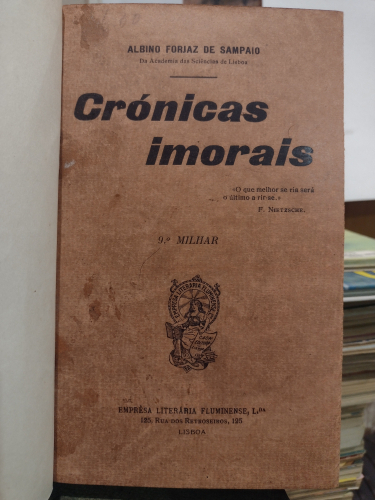 ALBINO FORJAZ DE SAMPAIO
Da Academia das Sciências de Lisboa
Crónicas
imorais
«O que melhor se ria será
o último a rir-se.»
F. NIETZSCHE.
9.º MILHAR
EMPRÊSA LITERÁRIA FLUMINENSE, L.DA
125, RUA DOS RETROSEIROS, 125
LISBOA